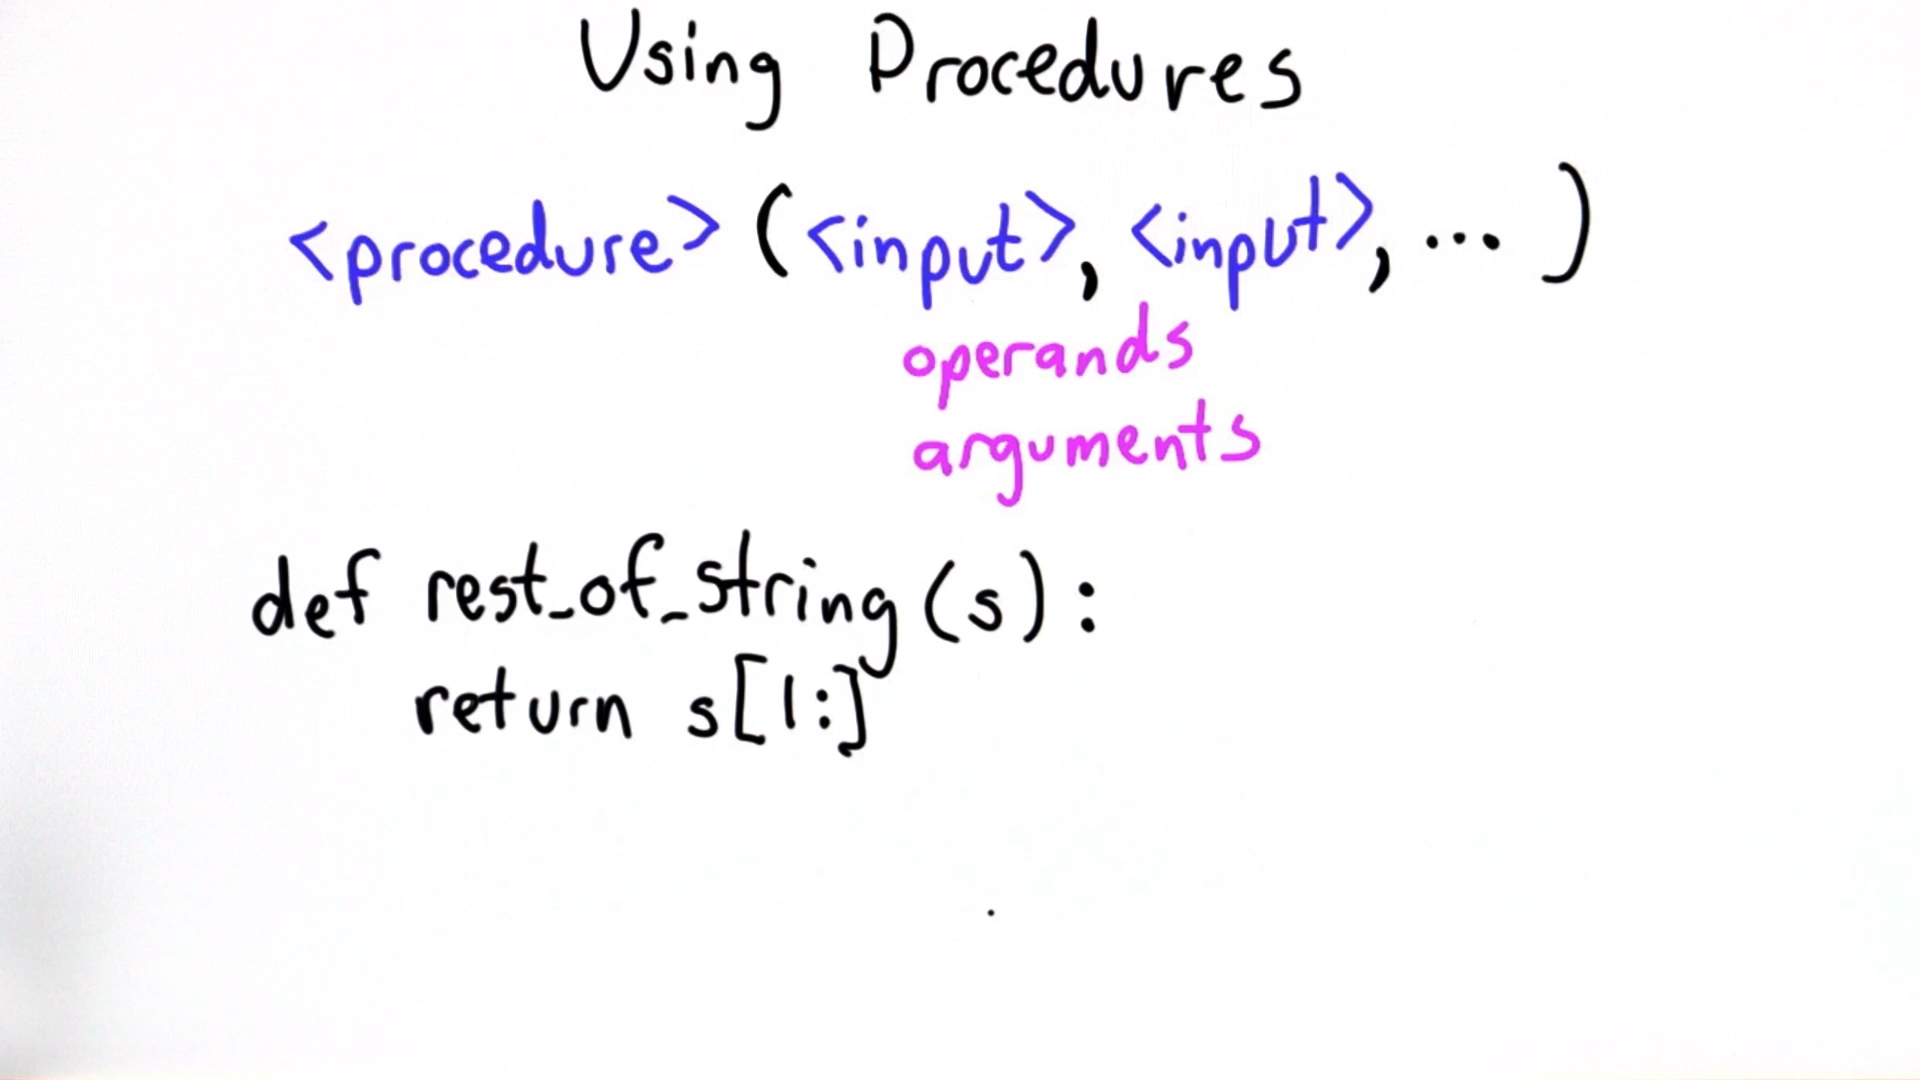 Using Procedures
<procedure> (<input>, <input>, ... )
operands
arguments
def rest_of_string(s):
return s[1:]